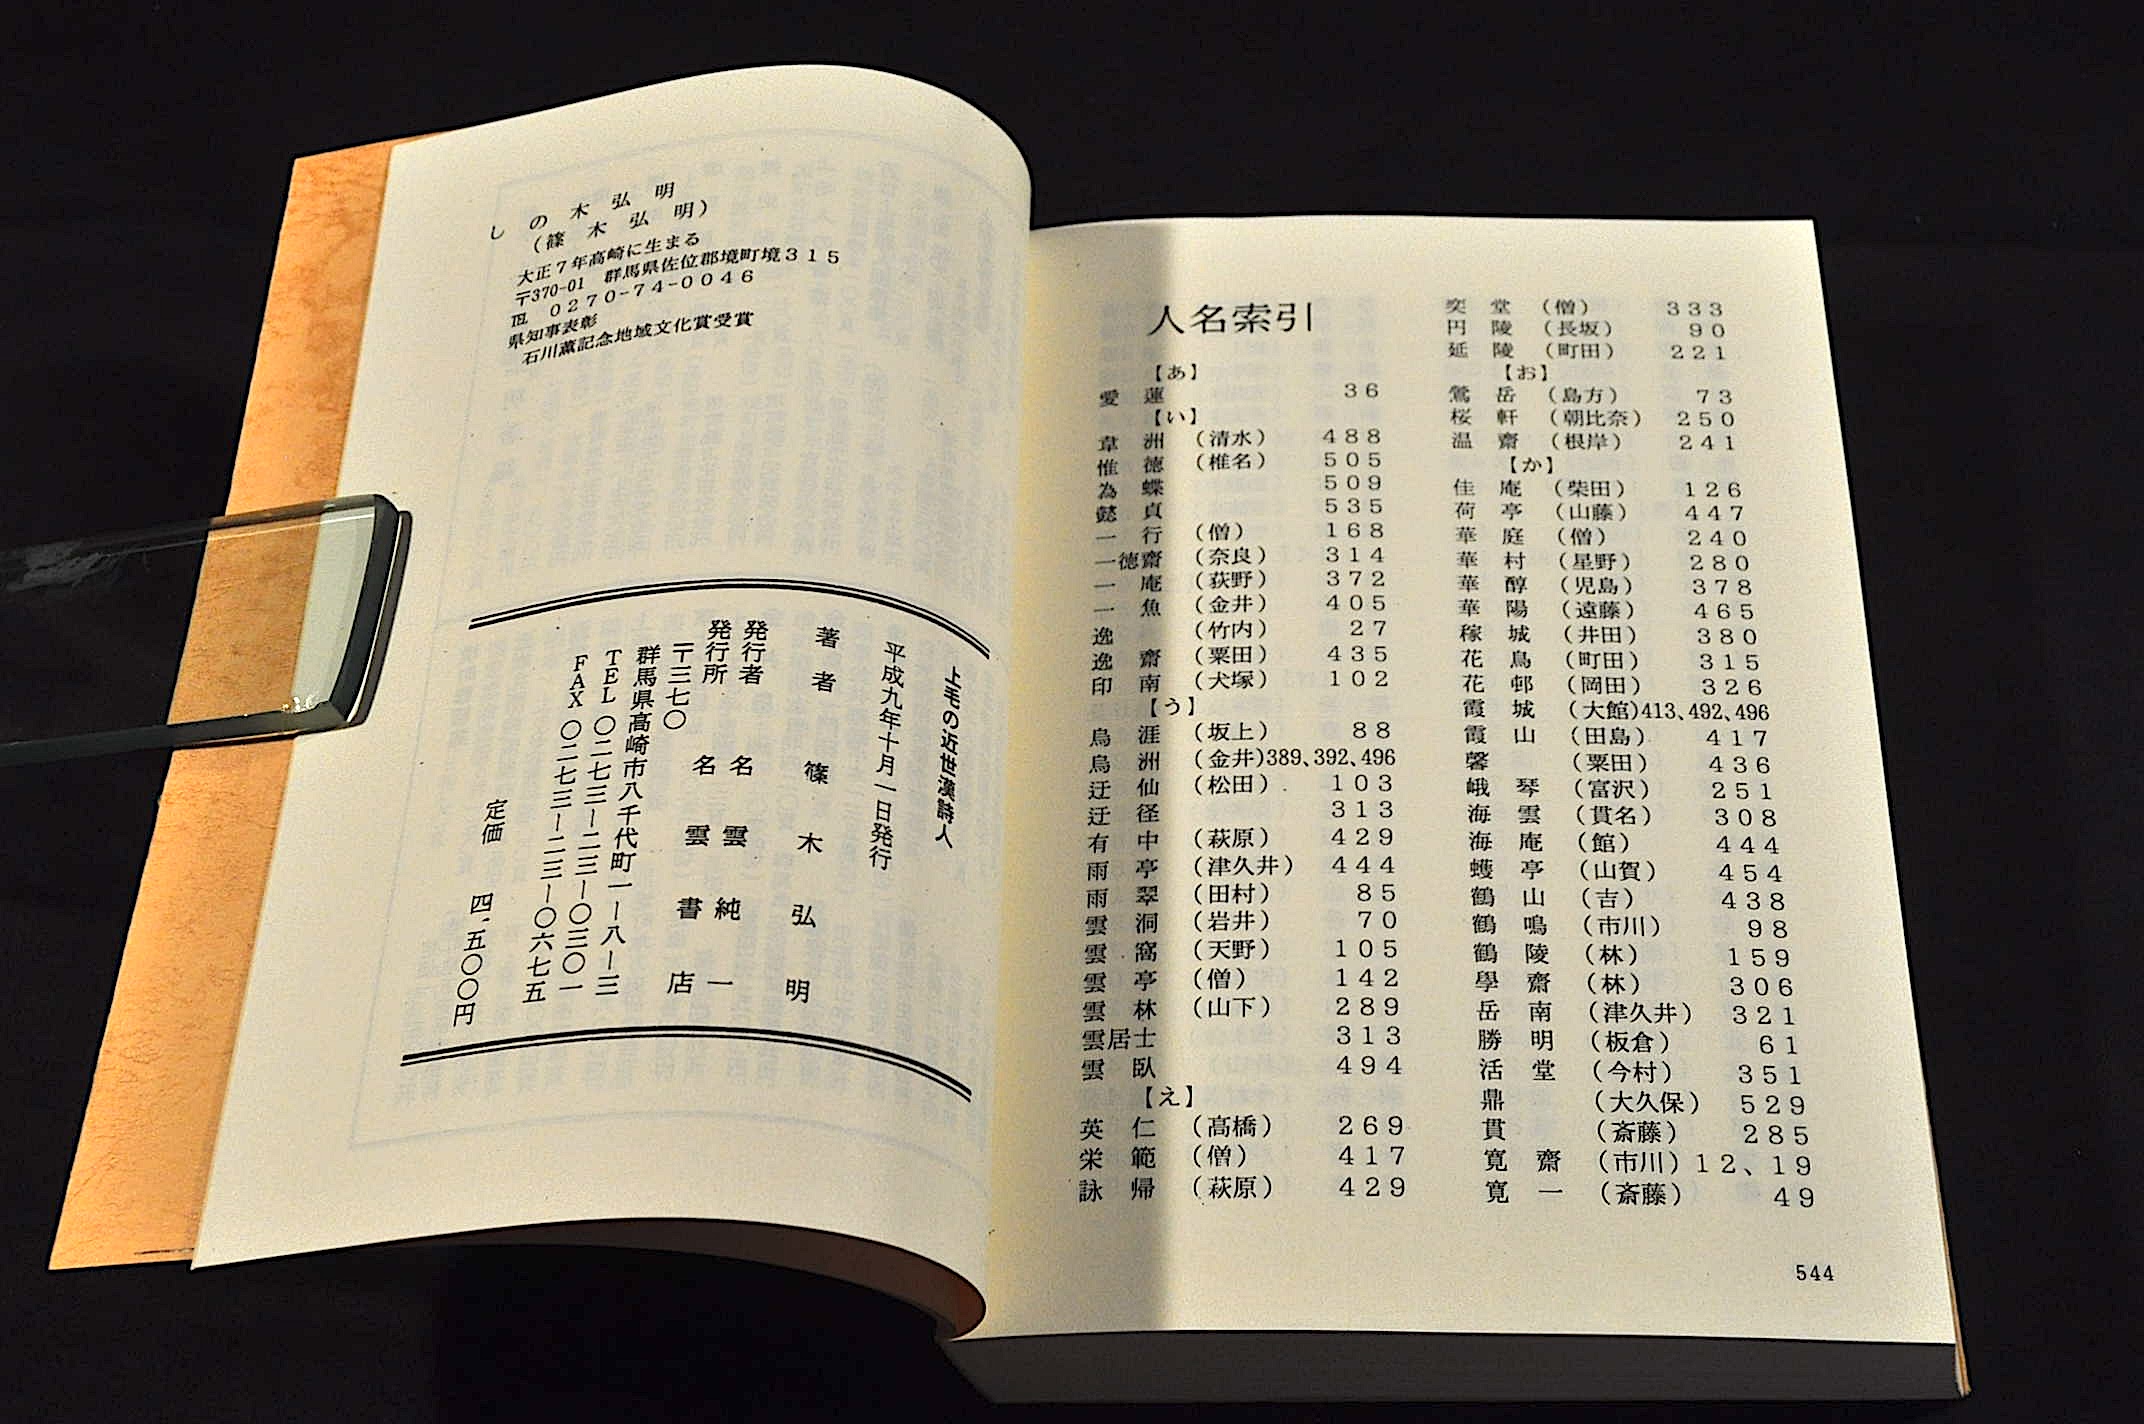 しの木弘明
（篠木弘明）
大正7年高崎に生まる
〒370-01 群馬県佐位郡境町境315
℡ 0270-74-0046
県知事表彰
石川薫記念地域文化賞受賞
上毛の近世漢詩人
平成九年十月一日発行
著者 篠木弘明
発行者 名雲純一
発行所 名雲書店
〒三七〇
群馬県高崎市八千代町一ー八ー三
TEL 〇二七三ー二三ー〇三〇一
FAX 〇二七三ー二三ー〇六七五
定価 四、五〇〇円
人名索引
【あ】
愛蓮 36
【い】
韋洲（清水） 488
惟徳（椎名） 505
為蝶 509
懿貞 535
一行（僧） 168
一徳齋（奈良） 314
一庵（荻野） 372
一魚（金井） 405
逸（竹内） 27
逸齋（粟田） 435
印南（犬塚） 102
【う】
烏涯（坂上） 88
烏洲（金井）389、392、496
迂仙（松田） 103
迂径 313
有中（萩原） 429
雨亭（津久井） 444
雨翠（田村） 85
雲洞（岩井） 70
雲窩（天野） 105
雲亭（僧） 142
雲林（山下） 289
雲居士 313
雲臥 494
【え】
英仁（高橋） 269
栄範（僧） 417
詠帰（萩原） 429
奕堂（僧） 333
円陵（長坂） 90
延陵（町田） 221
【お】
鶯岳（島方） 73
桜軒（朝比奈） 250
温齋（根岸） 241
【か】
佳庵（柴田） 126
荷亭（山藤） 447
華庭（僧） 240
華村（星野） 280
華醇（児島） 378
華陽（遠藤） 465
稼城（井田） 380
花鳥（町田） 315
花邨（岡田） 326
霞城（大館）413、492、496
霞山（田島） 417
馨（粟田） 436
峨琴（富沢） 251
海雲（貫名） 308
海庵（館） 444
蠖亭（山賀） 454
鶴山（吉） 438
鶴鳴（市川） 98
鶴陵（林） 159
學齋（林） 306
岳南（津久井） 321
勝明（板倉） 61
活堂（今村） 351
鼎（大久保） 529
貫（斎藤） 285
寛齋（市川）12、19
寛一（斎藤） 49
544